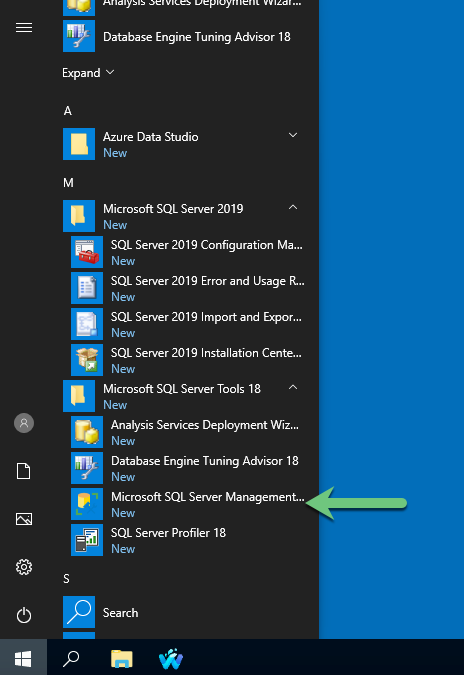 Analysis Services Deployment Wizar...
Database Engine Tuning Advisor 18
Expand
A
Azure Data Studio
New
M
Microsoft SQL Server 2019
New
SQL Server 2019 Configuration Ma...
New
SQL Server 2019 Error and Usage R...
New
SQL Server 2019 Import and Expor...
New
SQL Server 2019 Installation Cente...
New
Microsoft SQL Server Tools 18
New
Analysis Services Deployment Wiz...
New
Database Engine Tuning Advisor 18
New
Microsoft SQL Server Management...
New
SQL Server Profiler 18
New
S
Search